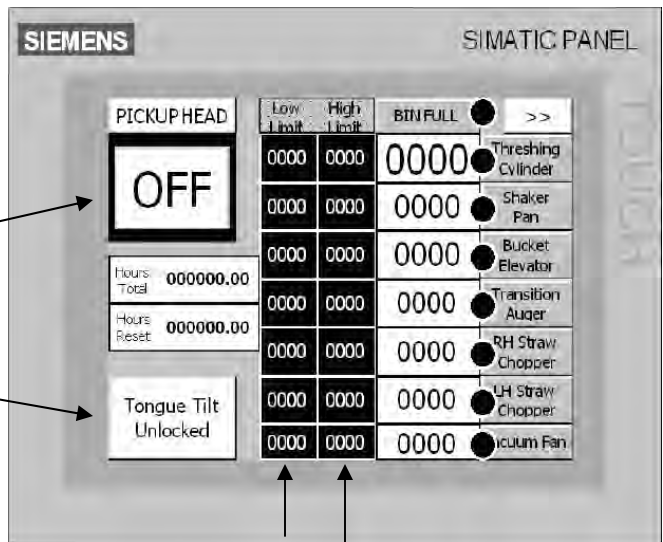 SIEMENS
SIMATIC PANEL
TOUCH
PICKUP HEAD
OFF
Hours Total 000000.00
Hours Reset 000000.00
Tongue Tilt
Unlocked
Low Limit High Limit BIN FULL >>
0000 0000 0000 Threshing Cylinder
0000 0000 0000 Shaker Pan
0000 0000 0000 Bucket Elevator
0000 0000 0000 Transition Auger
0000 0000 0000 RH Straw Chopper
0000 0000 0000 LH Straw Chopper
0000 0000 0000 Fan